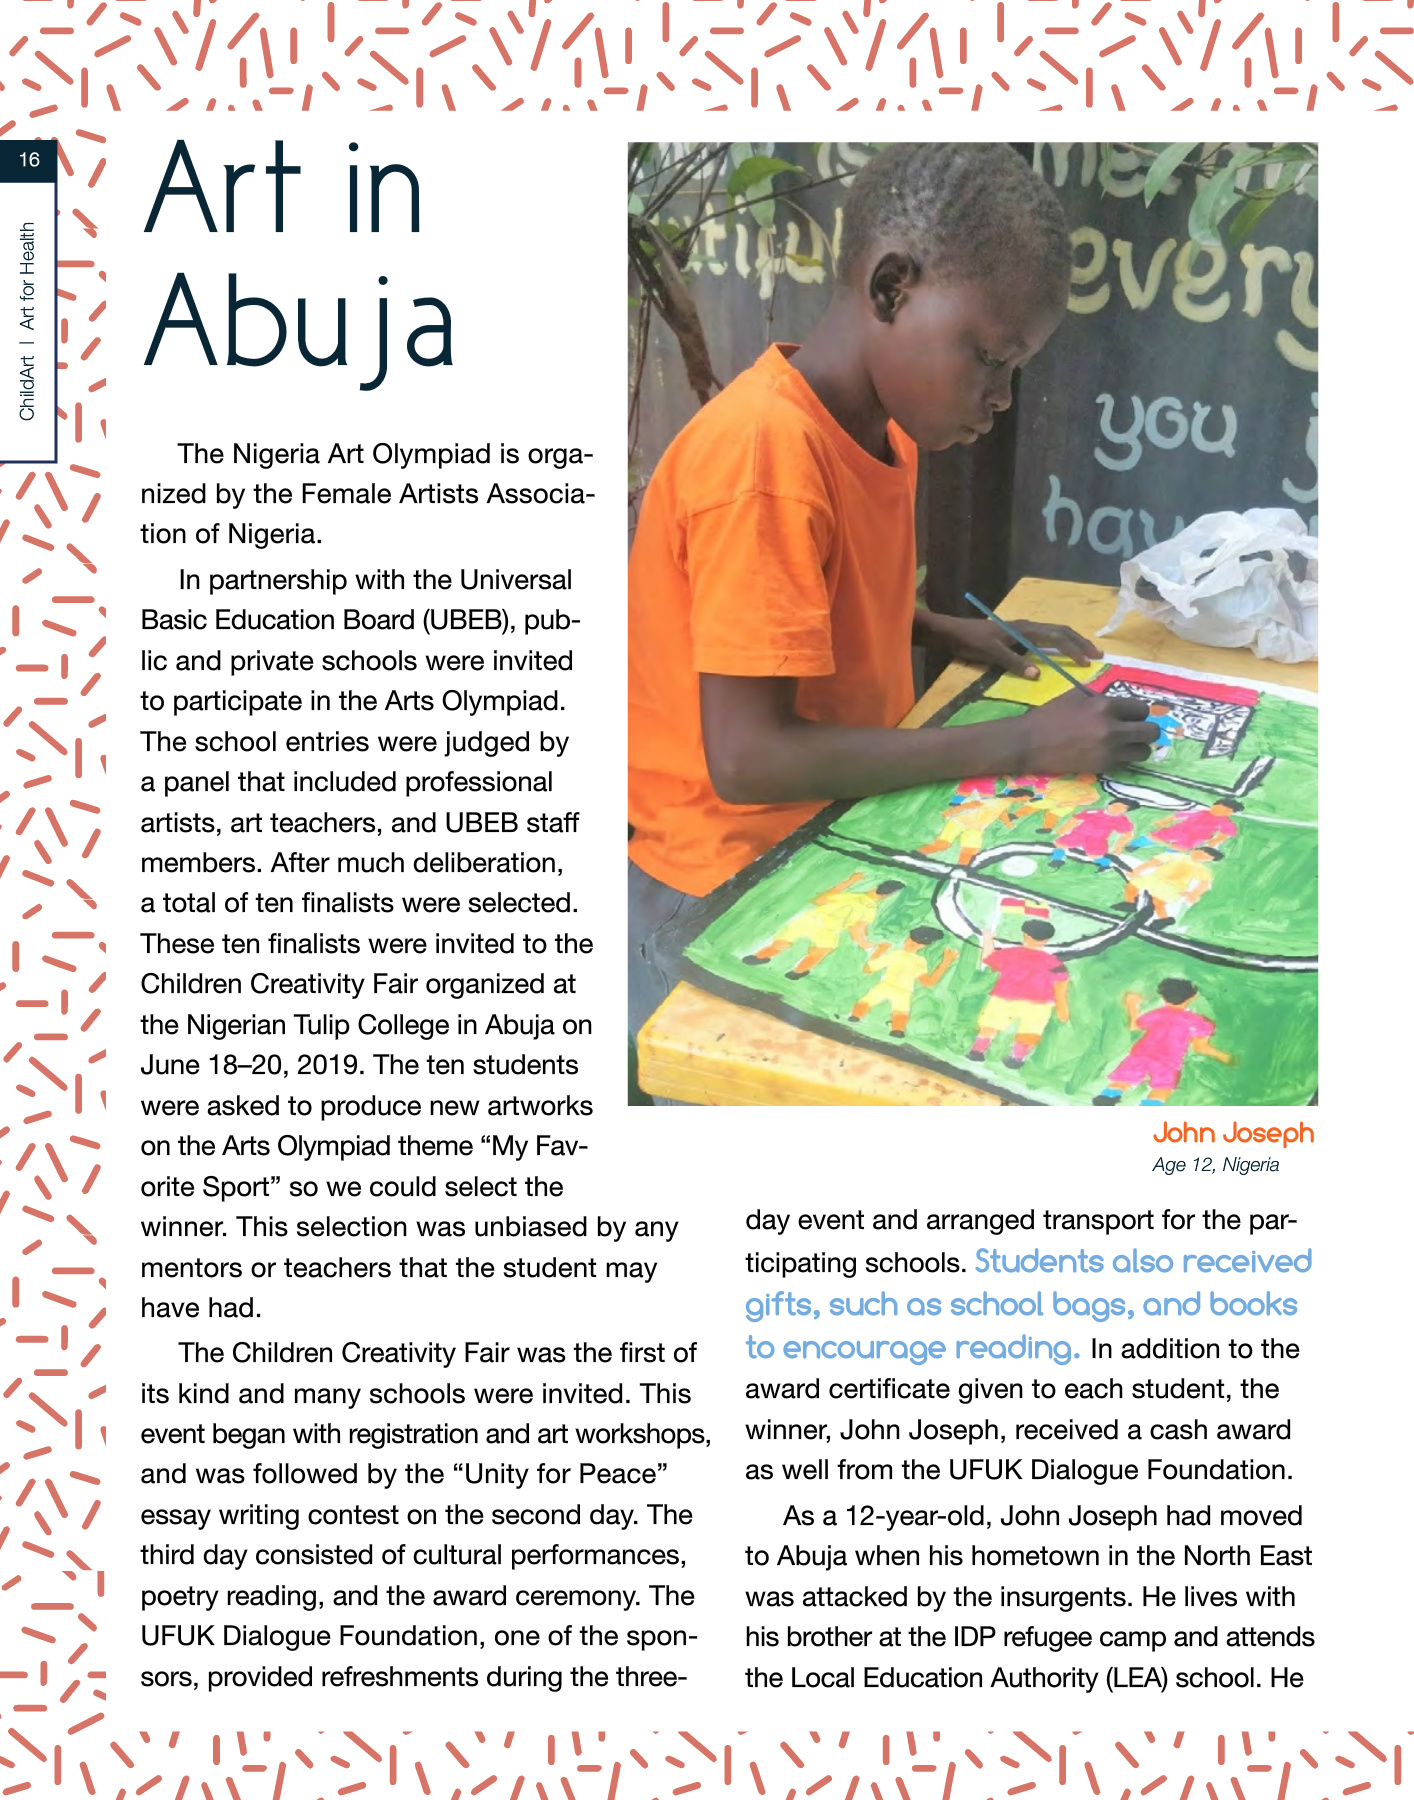 16
ChildArt | Art for Health
Art in
Abuja
The Nigeria Art Olympiad is orga-
nized by the Female Artists Associa-
tion of Nigeria.
In partnership with the Universal
Basic Education Board (UBEB), pub-
lic and private schools were invited
to participate in the Arts Olympiad.
The school entries were judged by
a panel that included professional
artists, art teachers, and UBEB staff
members. After much deliberation,
a total of ten finalists were selected.
These ten finalists were invited to the
Children Creativity Fair organized at
the Nigerian Tulip College in Abuja on
June 18–20, 2019. The ten students
were asked to produce new artworks
on the Arts Olympiad theme “My Fav-
orite Sport” so we could select the
winner. This selection was unbiased by any
mentors or teachers that the student may
have had.
The Children Creativity Fair was the first of
its kind and many schools were invited. This
event began with registration and art workshops,
and was followed by the “Unity for Peace”
essay writing contest on the second day. The
third day consisted of cultural performances,
poetry reading, and the award ceremony. The
UFUK Dialogue Foundation, one of the spon-
sors, provided refreshments during the three-
every
you
John Joseph
Age 12, Nigeria
day event and arranged transport for the par-
ticipating schools. Students also received
gifts, such as school bags, and books
to encourage reading. In addition to the
award certificate given to each student, the
winner, John Joseph, received a cash award
as well from the UFUK Dialogue Foundation.
As a 12-year-old, John Joseph had moved
to Abuja when his hometown in the North East
was attacked by the insurgents. He lives with
his brother at the IDP refugee camp and attends
the Local Education Authority (LEA) school. He